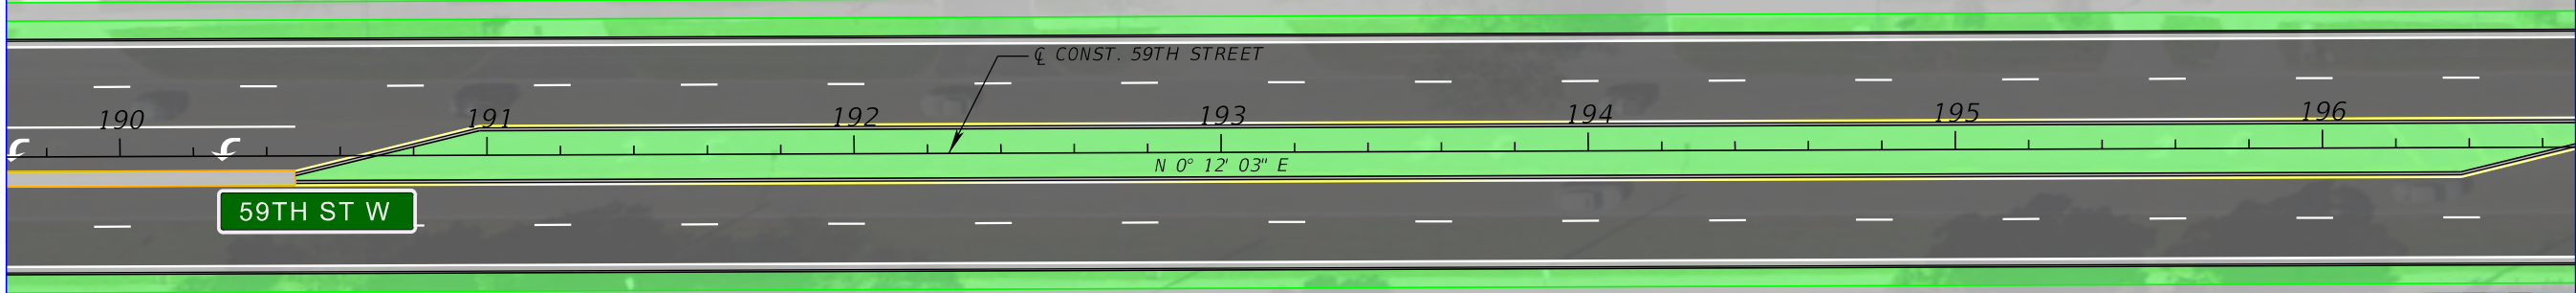 ℄ CONST. 59TH STREET
190 191 192 193 194 195 196
N 0° 12' 03" E
59TH ST W